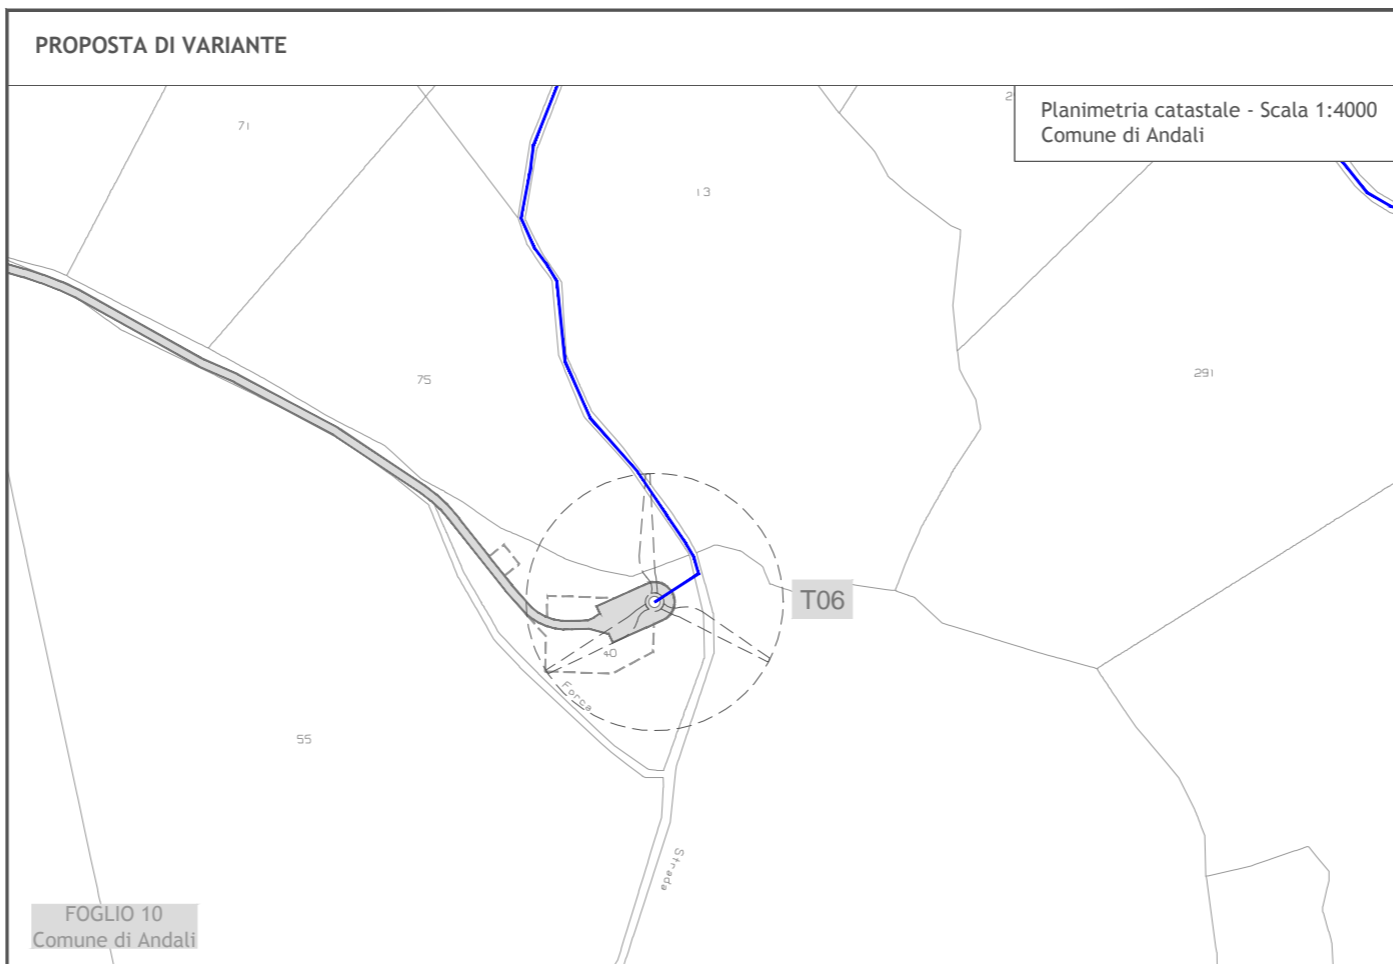 PROPOSTA DI VARIANTE
Planimetria catastale - Scala 1:4000
Comune di Andali
71
13
75
291
T06
40
Forca
55
Strada
FOGLIO 10
Comune di Andali